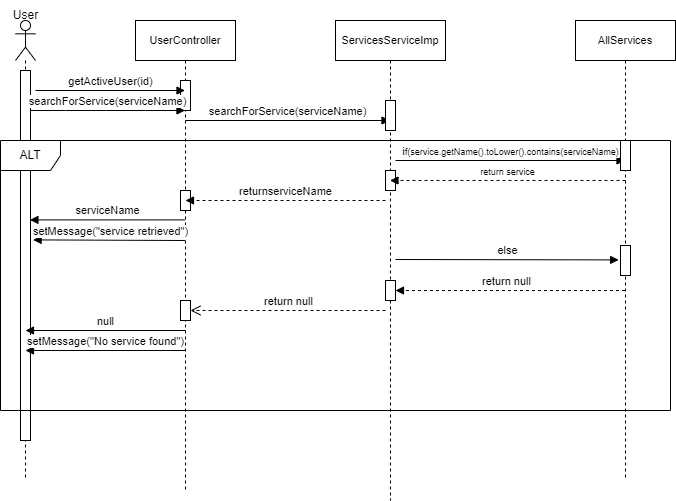 User
UserController
ServicesServiceImp
AllServices
getActiveUser(id)
searchForService(serviceName)
searchForService(serviceName)
ALT
if(service.getName().toLower().contains(serviceName)
return service
returnserviceName
serviceName
setMessage("service retrieved")
else
return null
return null
null
setMessage("No service found")